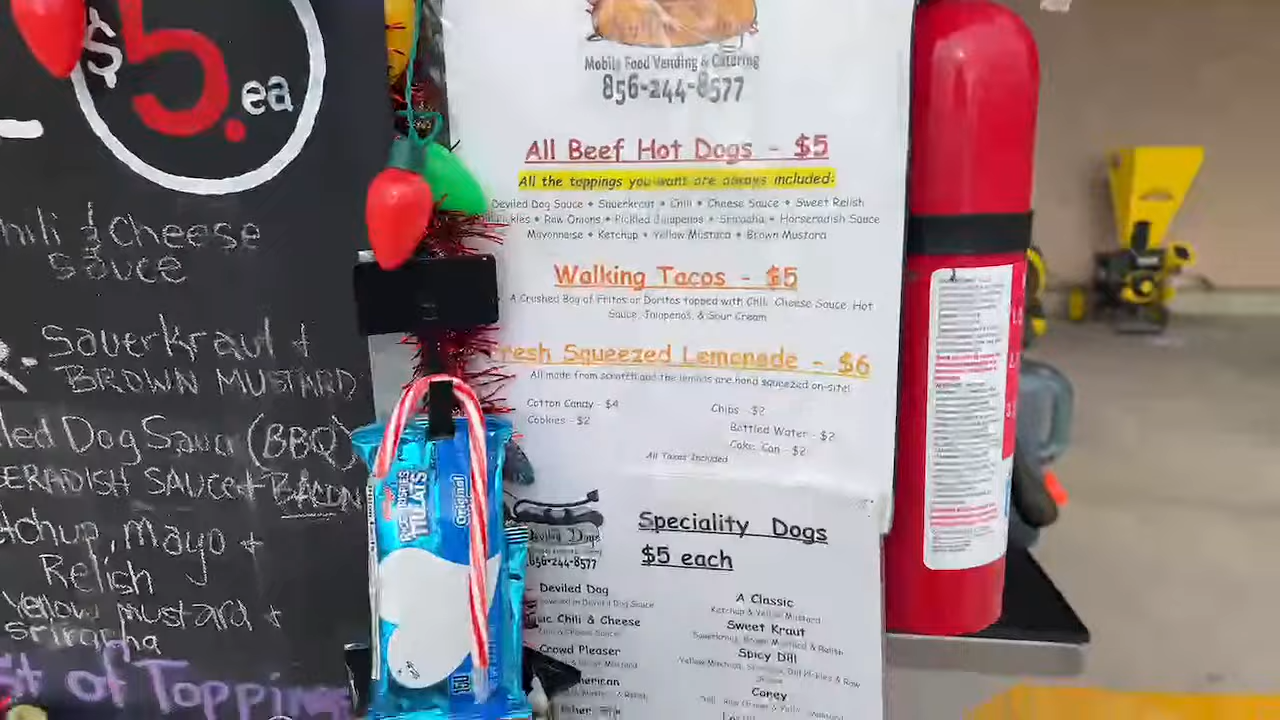 $5. ea
& Cheese
sauce
Sauerkraut &
BROWN MUSTARD
Dog Sauce (BBQ)
SAUCE + BACON
, Mayo +
Relish
Yellow Mustard &
sriracha
of Toppings
Mobile Food Vending & Catering
856-244-8577
All Beef Hot Dogs - $5
All the toppings you want are always included:
Deviled Dog Sauce • Sauerkraut • Chili • Cheese Sauce • Sweet Relish
Pickles • Raw Onions • Pickled Jalapenos • Sriracha • Horseradish Sauce
Mayonnaise • Ketchup • Yellow Mustard • Brown Mustard
Walking Tacos - $5
A Crushed Bag of Fritos or Doritos topped with Chili, Cheese Sauce, Hot
Sauce, Jalapenos, & Sour Cream
Fresh Squeezed Lemonade - $6
All made from scratch and the lemons are hand squeezed on-site!
Cotton Candy - $4
Cookies - $2
Chips - $2
Bottled Water - $2
Coke Can - $2
All Taxes Included
RICE KRISPIES
TREATS
Original
Deviled Dogs
856-244-8577
Speciality Dogs
$5 each
Deviled Dog
Chili & Cheese
Crowd Pleaser
A Classic
Ketchup & Yellow Mustard
Sweet Kraut
Sauerkraut, Brown Mustard & Relish
Spicy Dill
Coney